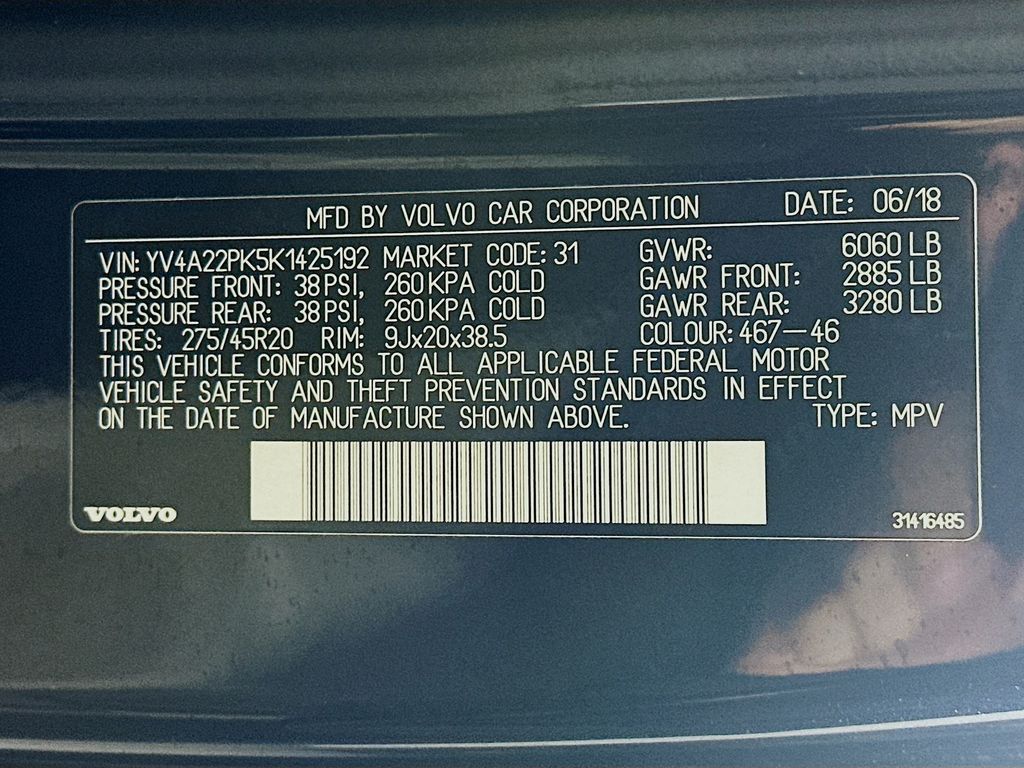 MFD BY VOLVO CAR CORPORATION DATE: 06/18
VIN: YV4A22PK5K1425192 MARKET CODE: 31 GVWR: 6060 LB
PRESSURE FRONT: 38 PSI, 260 KPA COLD GAWR FRONT: 2885 LB
PRESSURE REAR: 38 PSI, 260 KPA COLD GAWR REAR: 3280 LB
TIRES: 275/45R20 RIM: 9Jx20x38.5 COLOUR: 467-46
THIS VEHICLE CONFORMS TO ALL APPLICABLE FEDERAL MOTOR
VEHICLE SAFETY AND THEFT PREVENTION STANDARDS IN EFFECT
ON THE DATE OF MANUFACTURE SHOWN ABOVE. TYPE: MPV
VOLVO 31416485